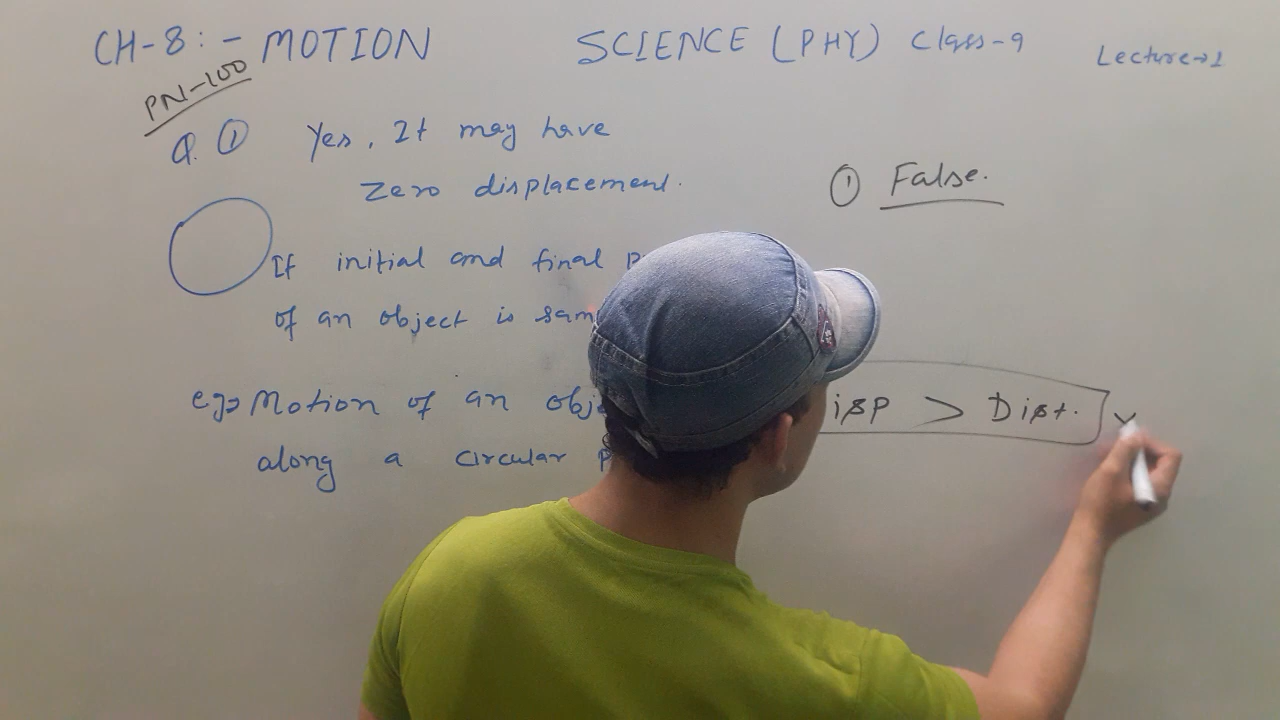 CH-8:- MOTION
SCIENCE (PHY) Class-9
Lecture→1
PN-100
Q. ① Yes, It may have
zero displacement.
If initial and final
of an object is
eg→ Motion of an
along a circular
① False.
> Dist.